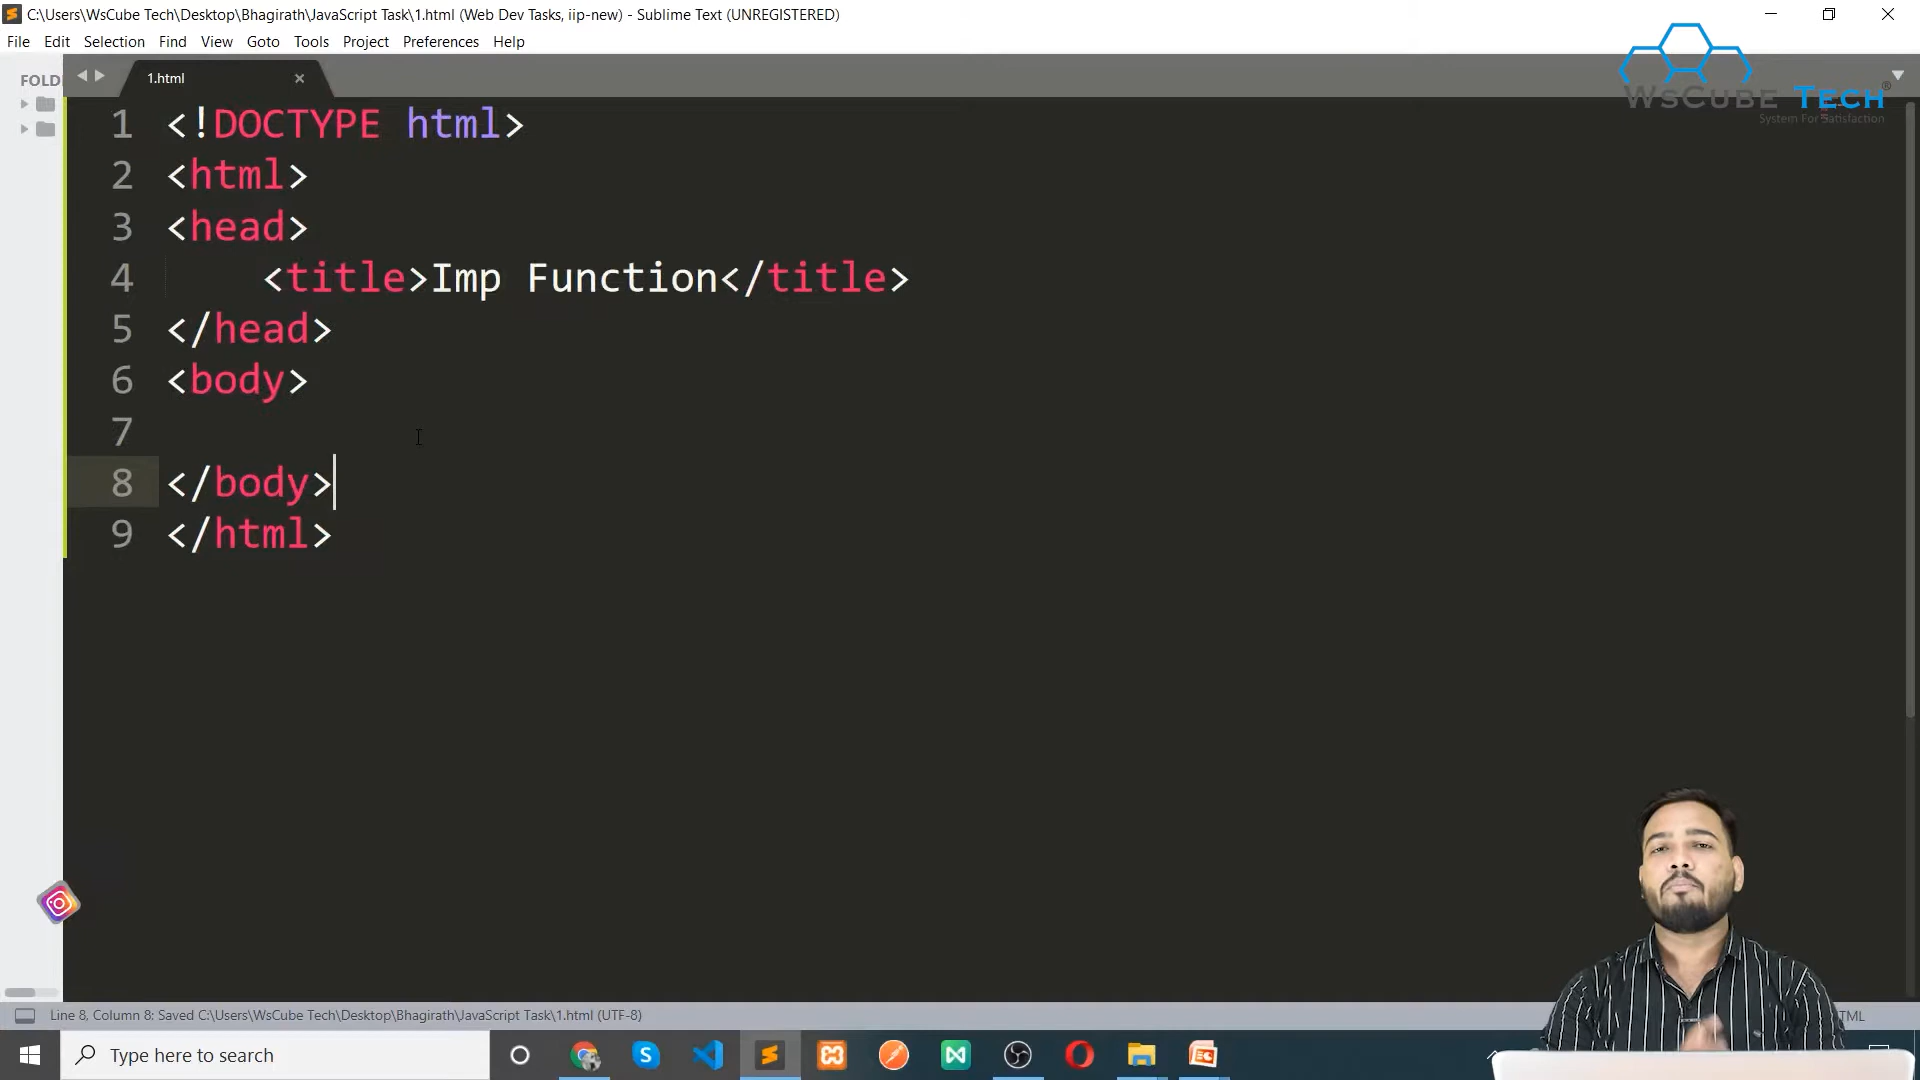 C:\Users\WsCube Tech\Desktop\Bhagirath\JavaScript Task\1.html (Web Dev Tasks, iip-new) - Sublime Text (UNREGISTERED)
File Edit Selection Find View Goto Tools Project Preferences Help
WsCube Tech®
System For Satisfaction
FOLD
1.html
1 <!DOCTYPE html>
2 <html>
3 <head>
4 <title>Imp Function</title>
5 </head>
6 <body>
7
8 </body>
9 </html>
Line 8, Column 8: Saved C:\Users\WsCube Tech\Desktop\Bhagirath\JavaScript Task\1.html (UTF-8)
TML
Type here to search